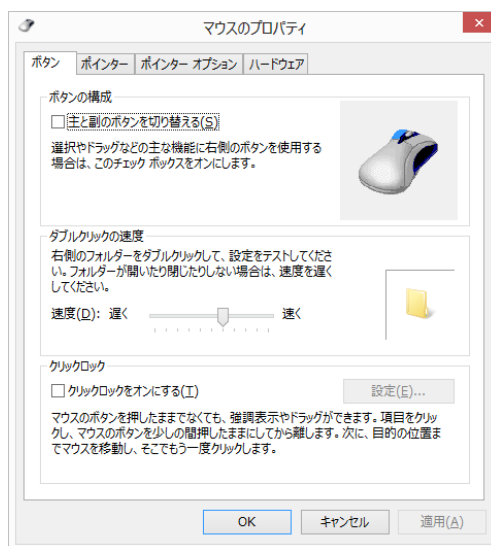 マウスのプロパティ
ボタン ポインター ポインター オプション ハードウェア
ボタンの構成
主と副のボタンを切り替える(S)
選択やドラッグなどの主な機能に右側のボタンを使用する
場合は、このチェック ボックスをオンにします。
ダブルクリックの速度
右側のフォルダーをダブルクリックして、設定をテストしてくださ
い。フォルダーが開いたり閉じたりしない場合は、速度を遅く
してください。
速度(D): 遅く 速く
クリックロック
クリックロックをオンにする(T) 設定(E)...
マウスのボタンを押したままでなくても、強調表示やドラッグができます。項目をクリッ
クし、マウスのボタンを少しの間押したままにしてから離します。次に、目的の位置ま
でマウスを移動し、そこでもう一度クリックします。
OK キャンセル 適用(A)